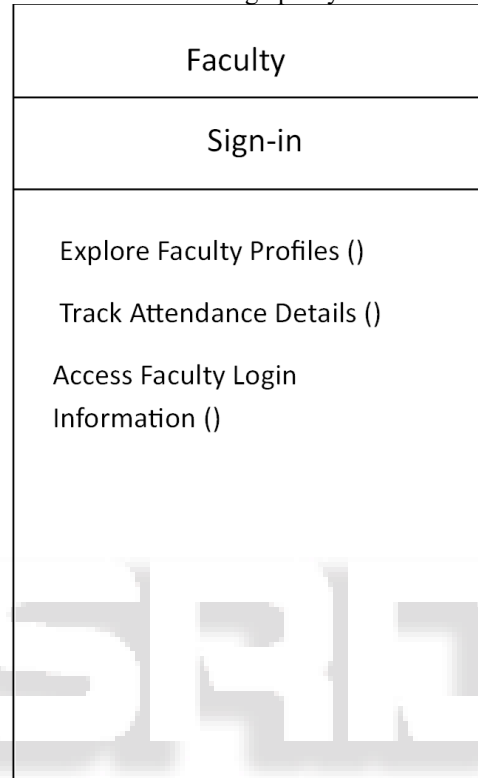 Faculty
Sign-in
Explore Faculty Profiles ()
Track Attendance Details ()
Access Faculty Login
Information ()